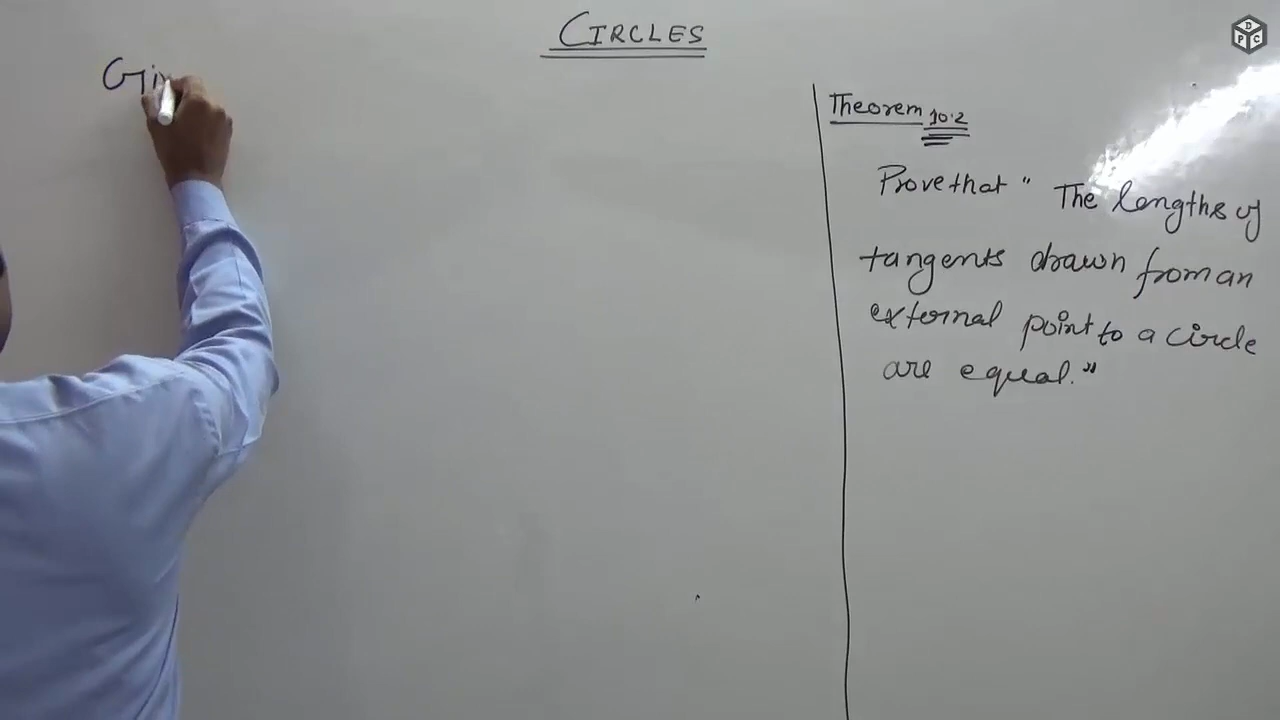 CIRCLES
Gi
Theorem 10.2
Prove that " The lengths of
tangents drawn from an
external point to a circle
are equal."
D
P C